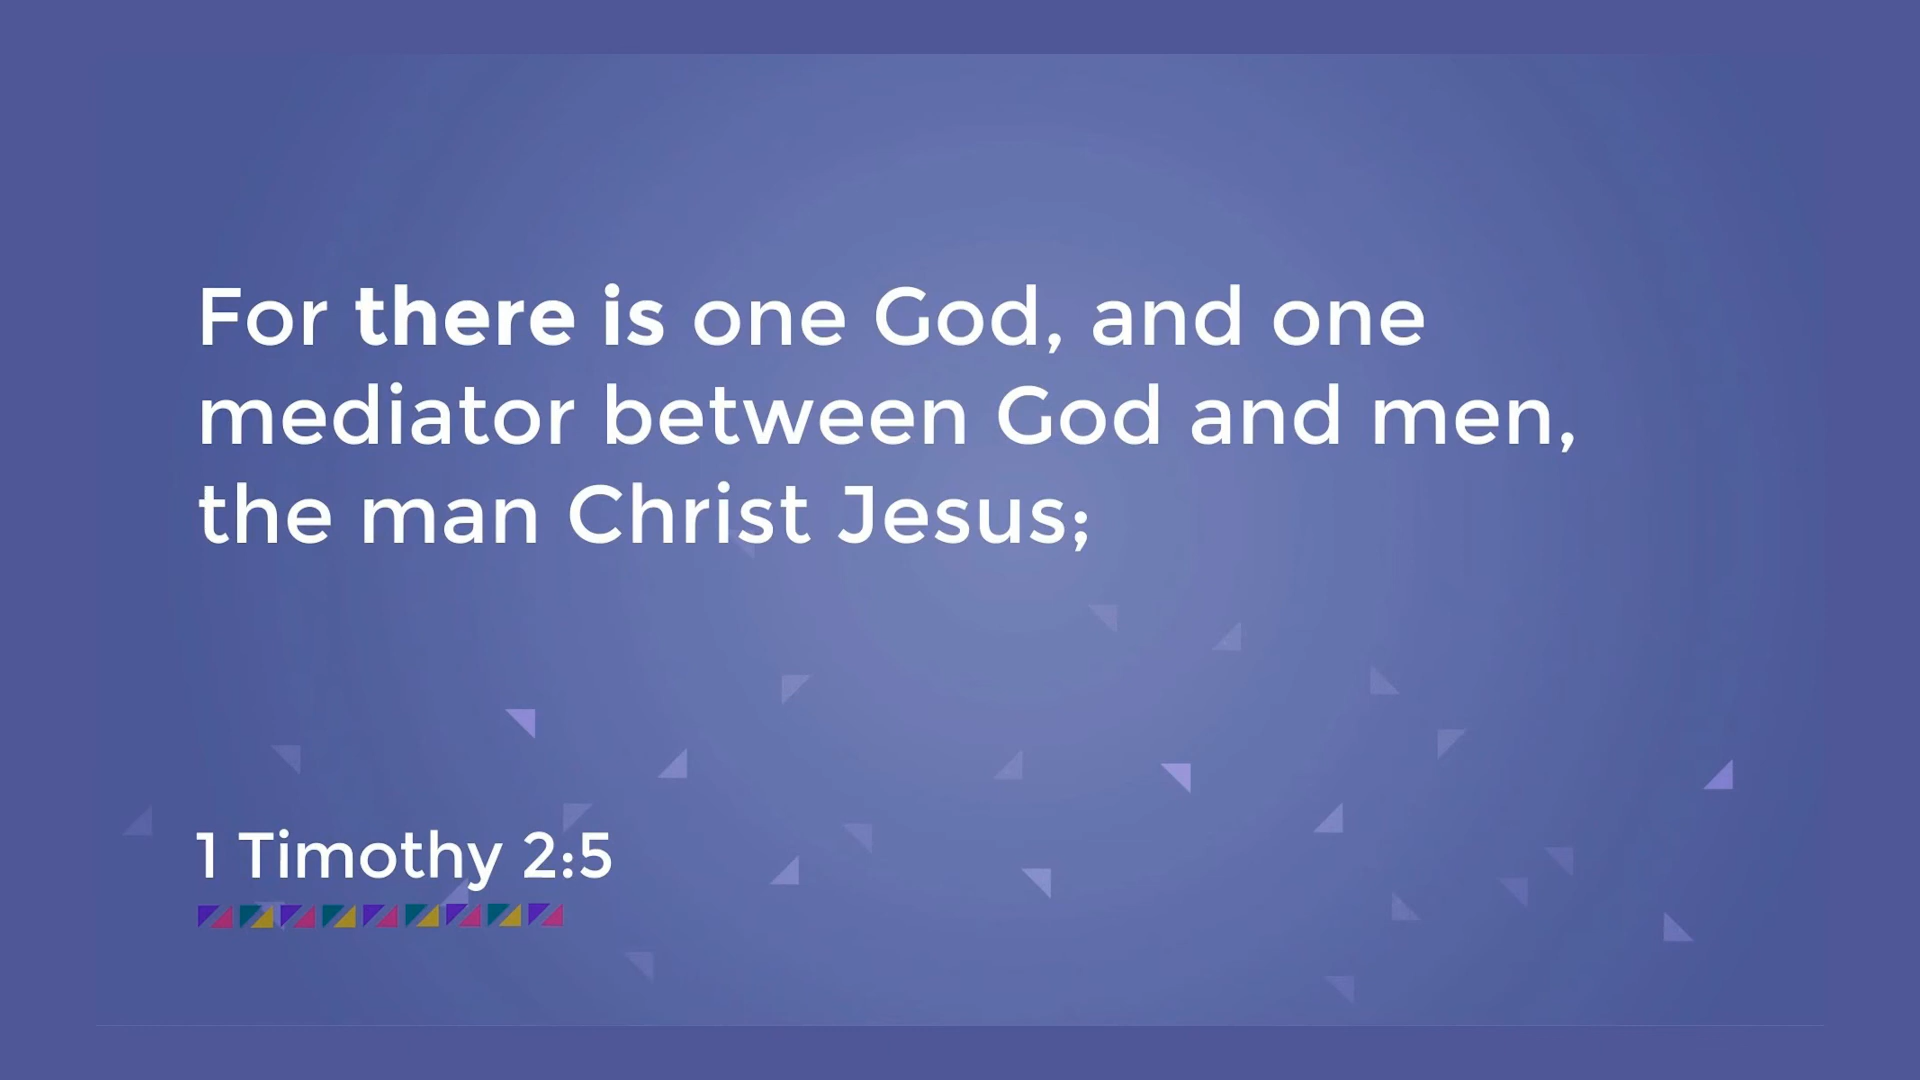 For there is one God, and one
mediator between God and men,
the man Christ Jesus;
1 Timothy 2:5